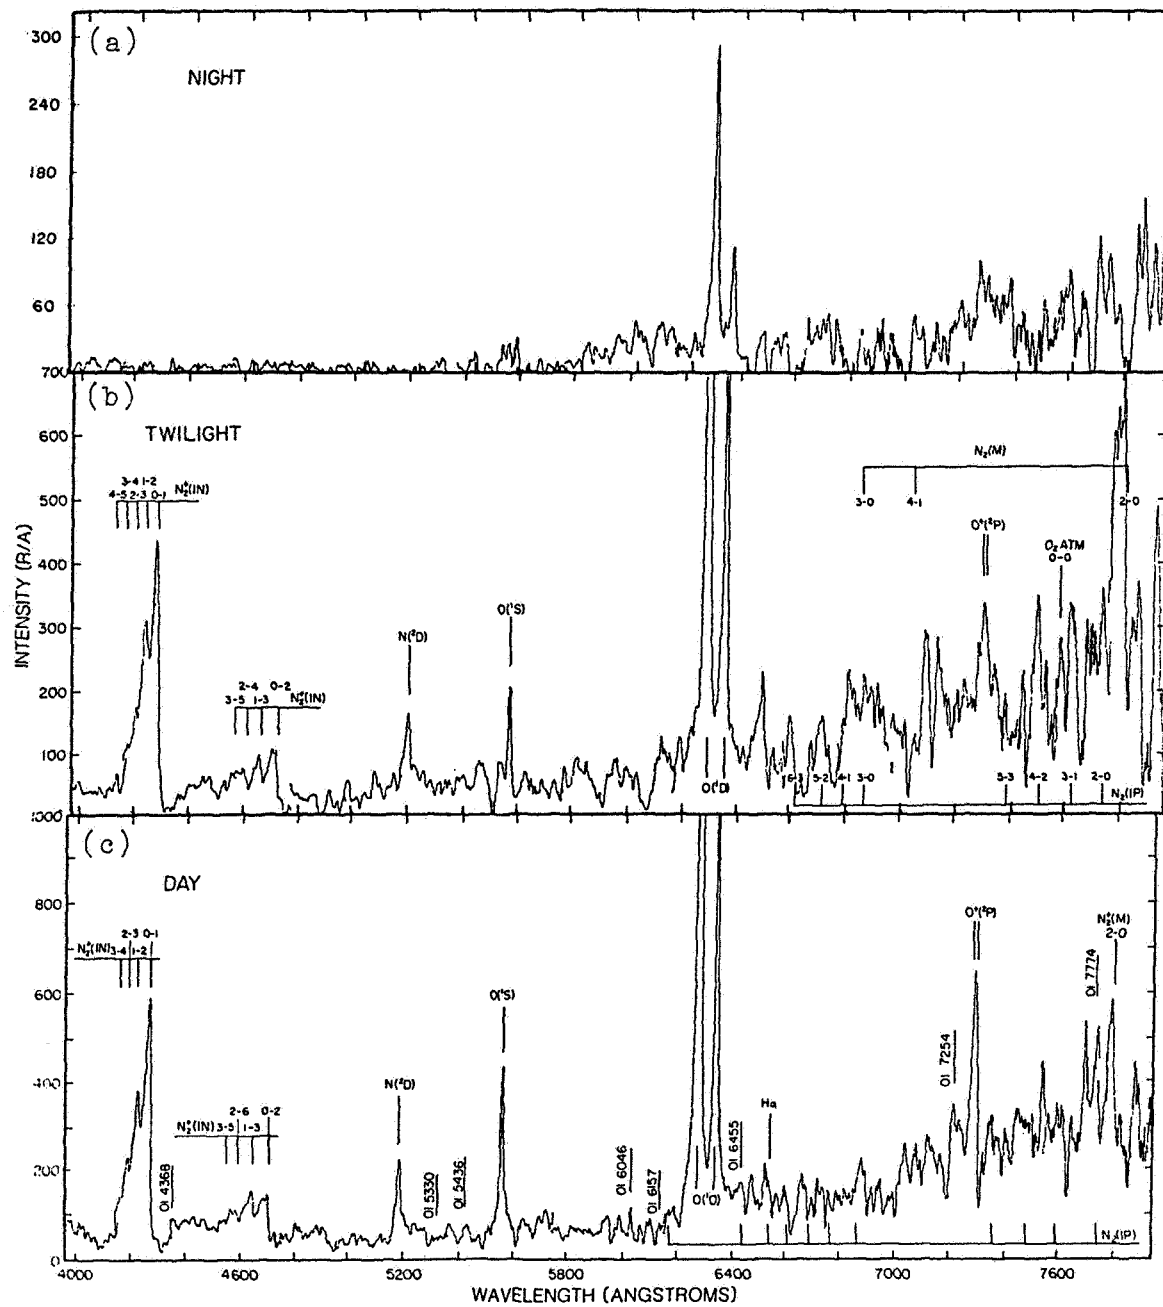 (a)
NIGHT
300
240
180
120
60
700
(b)
TWILIGHT
600
500
400
300
200
100
1000
INTENSITY (R/A)
3-4 1-2
4-5 2-3 0-1 N₂⁺(1N)
2-4 0-2
3-5 1-3 N₂⁺(1N)
N(²D)
O(¹S)
O(¹D)
N₂(M)
3-0 4-1 2-0
O⁺(²P)
O₂ ATM
0-0
6-3 5-2 4-1 3-0 5-3 4-2 3-1 2-0
N₂(1P)
(c)
DAY
800
600
400
200
0
2-3 0-1
N₂⁺(1N) 3-4 1-2
OI 4368
2-6 0-2
N₂⁺(1N) 3-5 1-3
N(²D)
OI 5330
OI 5436
O(¹S)
OI 6046
OI 6157
O(¹D)
OI 6455
Hα
OI 7254
O⁺(²P)
OI 7774
N₂⁺(M)
2-0
N₂(1P)
4000 4600 5200 5800 6400 7000 7600
WAVELENGTH (ANGSTROMS)